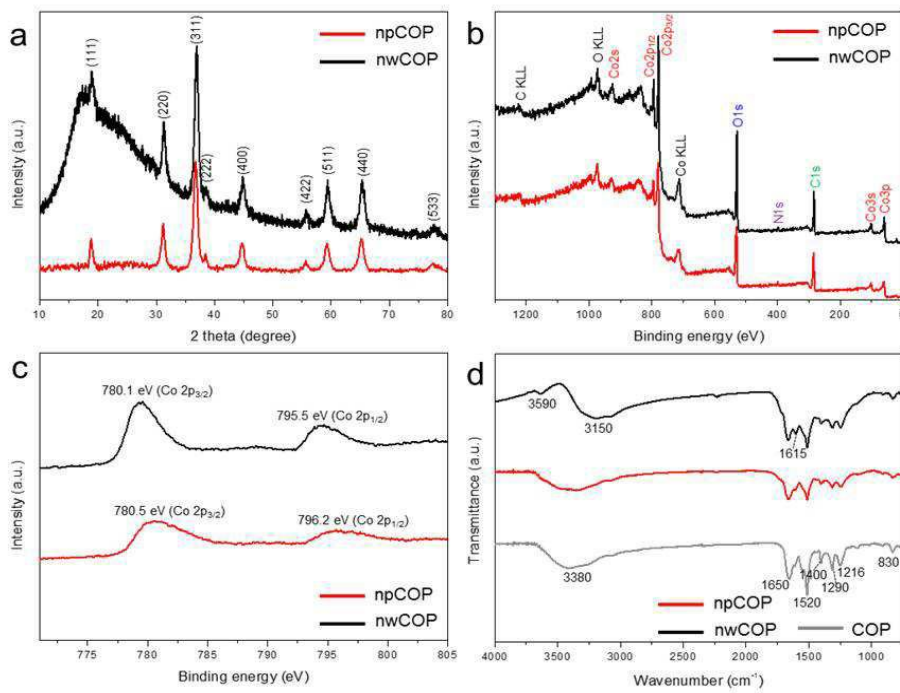 a
npCOP
nwCOP
(111)
(220)
(311)
(222)
(400)
(422)
(511)
(440)
(533)
Intensity (a.u.)
10 20 30 40 50 60 70 80
2 theta (degree)
b
npCOP
nwCOP
C KLL
O KLL
Co2s
Co2p1/2
Co2p3/2
Co KLL
O1s
N1s
C1s
Co3s
Co3p
Intensity (a.u.)
1200 1000 800 600 400 200
Binding energy (eV)
c
780.1 eV (Co 2p3/2)
795.5 eV (Co 2p1/2)
780.5 eV (Co 2p3/2)
796.2 eV (Co 2p1/2)
npCOP
nwCOP
Intensity (a.u.)
775 780 785 790 795 800 805
Binding energy (eV)
d
3590
3150
1615
3380
1650
1520
1400
1290
1216
830
npCOP
nwCOP
COP
Transmittance (a.u.)
4000 3500 3000 2500 2000 1500 1000
Wavenumber (cm⁻¹)